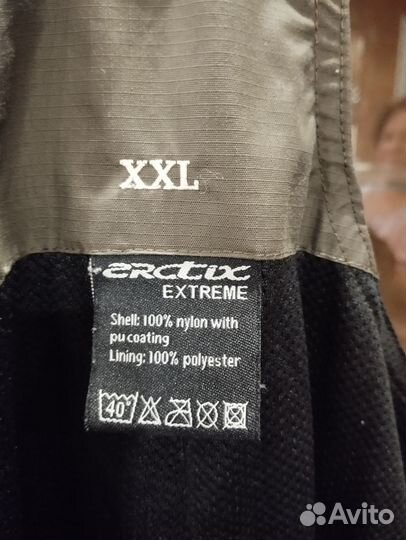 XXL
arctix
EXTREME
Shell: 100% nylon with
pu coating
Lining: 100% polyester
40°
Avito